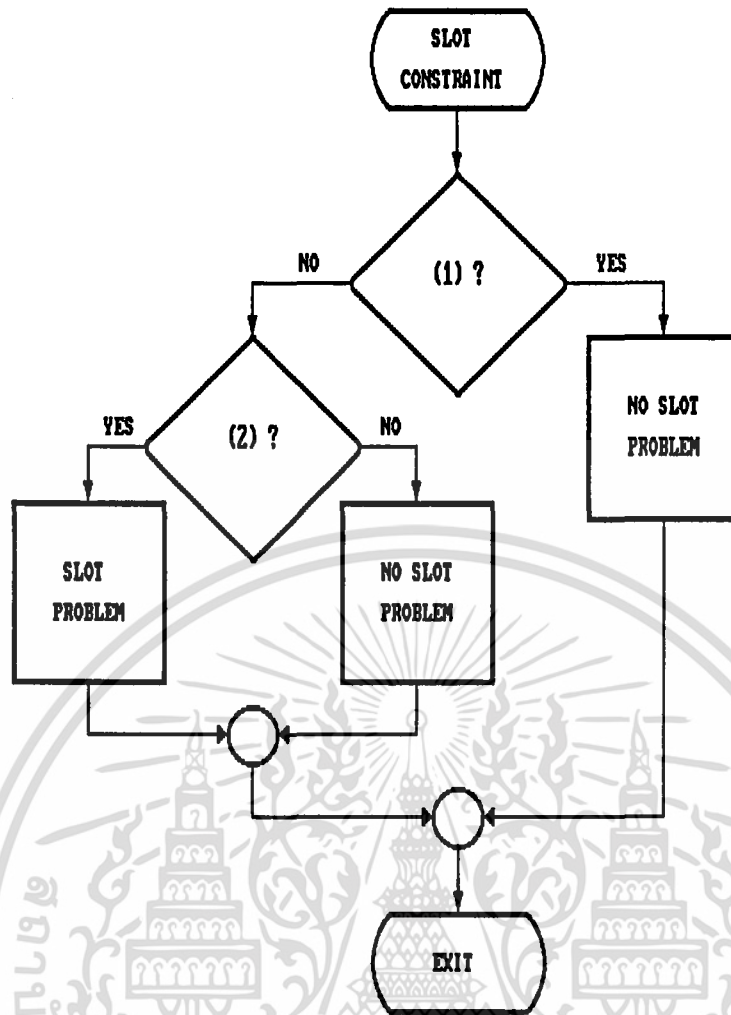 SLOT
CONSTRAINT
NO
(1) ?
YES
NO SLOT
PROBLEM
YES
(2) ?
NO
SLOT
PROBLEM
NO SLOT
PROBLEM
EXIT